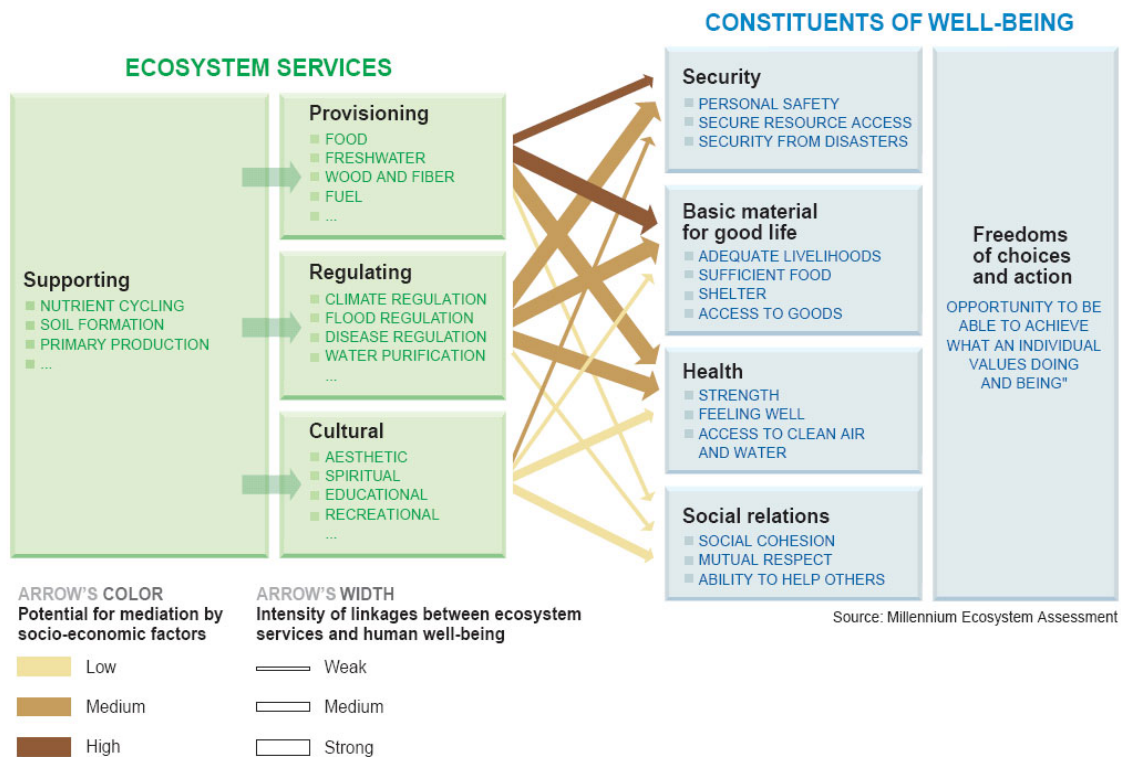 CONSTITUENTS OF WELL-BEING
ECOSYSTEM SERVICES
Supporting
NUTRIENT CYCLING
SOIL FORMATION
PRIMARY PRODUCTION
...
Provisioning
FOOD
FRESHWATER
WOOD AND FIBER
FUEL
...
Regulating
CLIMATE REGULATION
FLOOD REGULATION
DISEASE REGULATION
WATER PURIFICATION
...
Cultural
AESTHETIC
SPIRITUAL
EDUCATIONAL
RECREATIONAL
...
Security
PERSONAL SAFETY
SECURE RESOURCE ACCESS
SECURITY FROM DISASTERS
Basic material
for good life
ADEQUATE LIVELIHOODS
SUFFICIENT FOOD
SHELTER
ACCESS TO GOODS
Health
STRENGTH
FEELING WELL
ACCESS TO CLEAN AIR
AND WATER
Social relations
SOCIAL COHESION
MUTUAL RESPECT
ABILITY TO HELP OTHERS
Freedoms
of choices
and action
OPPORTUNITY TO BE
ABLE TO ACHIEVE
WHAT AN INDIVIDUAL
VALUES DOING
AND BEING"
Source: Millennium Ecosystem Assessment
ARROW'S COLOR
Potential for mediation by
socio-economic factors
Low
Medium
High
ARROW'S WIDTH
Intensity of linkages between ecosystem
services and human well-being
Weak
Medium
Strong